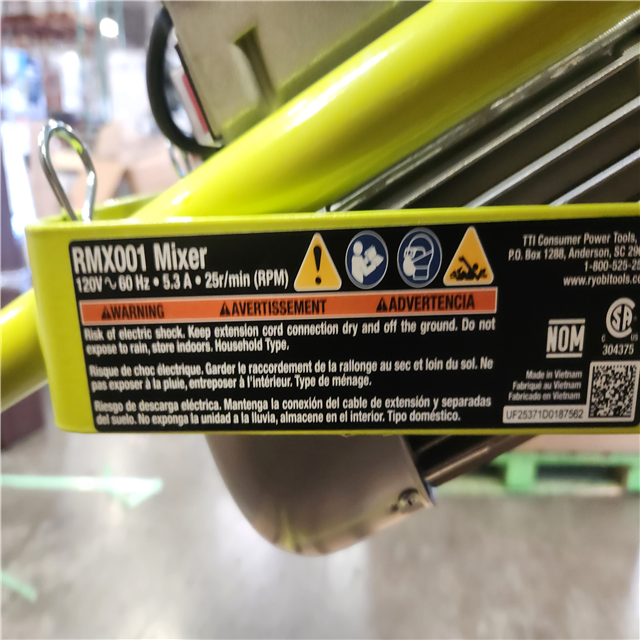 RMX001 Mixer
120V ∿ 60 Hz • 5.3 A • 25r/min (RPM)
WARNING AVERTISSEMENT ADVERTENCIA
Risk of electric shock. Keep extension cord connection dry and off the ground. Do not
expose to rain, store indoors. Household Type.
Risque de choc électrique. Garder le raccordement de la rallonge au sec et loin du sol. Ne
pas exposer à la pluie, entreposer à l'intérieur. Type de ménage.
Riesgo de descarga eléctrica. Mantenga la conexión del cable de extensión y separadas
del suelo. No exponga la unidad a la lluvia, almacene en el interior. Tipo doméstico.
TTI Consumer Power Tools,
P.O. Box 1288, Anderson, SC 29
1-800-525-
www.ryobitools.c
NOM
SA
C
304375
Made in Vietnam
Fabriqué au Vietnam
Fabricado en Vietnam
UF25371D0187562